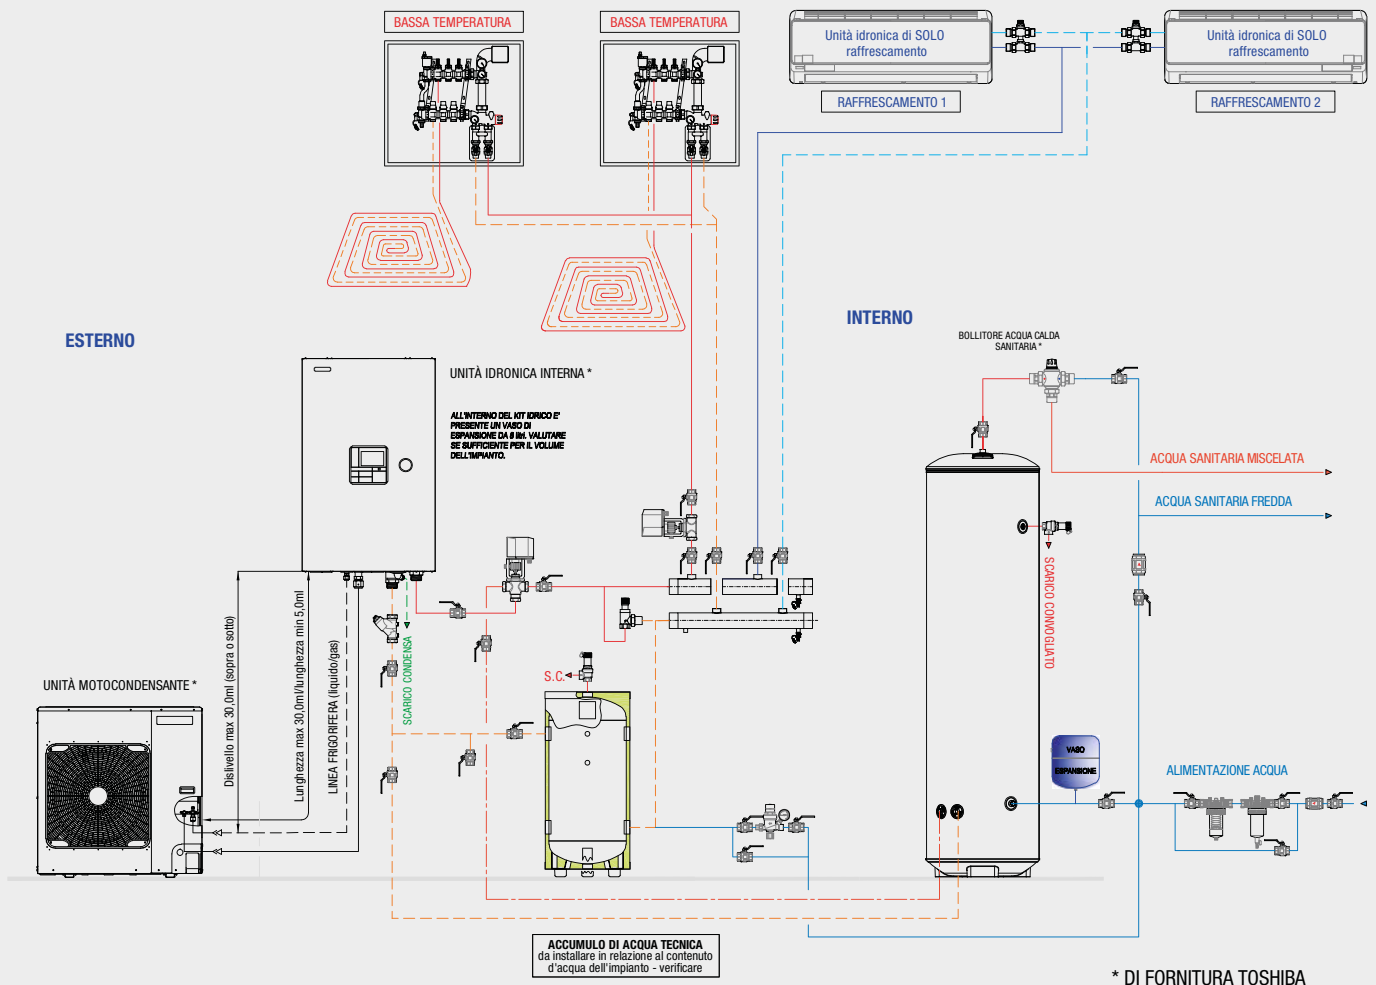 BASSA TEMPERATURA
BASSA TEMPERATURA
Unità idronica di SOLO
raffrescamento
RAFFRESCAMENTO 1
Unità idronica di SOLO
raffrescamento
RAFFRESCAMENTO 2
ESTERNO
INTERNO
BOLLITORE ACQUA CALDA
SANITARIA *
UNITÀ IDRONICA INTERNA *
ALL'INTERNO DEL KIT IDRICO E'
PRESENTE UN VASO DI
ESPANSIONE DA 8 litri. VALUTARE
SE SUFFICIENTE PER IL VOLUME
DELL'IMPIANTO.
ACQUA SANITARIA MISCELATA
ACQUA SANITARIA FREDDA
SCARICO CONVOGLIATO
Dislivello max 30,0ml (sopra o sotto)
Lunghezza max 30,0ml/lunghezza min 5,0ml
LINEA FRIGORIFERA (liquido/gas)
SCARICO CONDENSA
S.C.
UNITÀ MOTOCONDENSANTE *
VASO
ESPANSIONE
ALIMENTAZIONE ACQUA
ACCUMULO DI ACQUA TECNICA
da installare in relazione al contenuto
d'acqua dell'impianto - verificare
* DI FORNITURA TOSHIBA